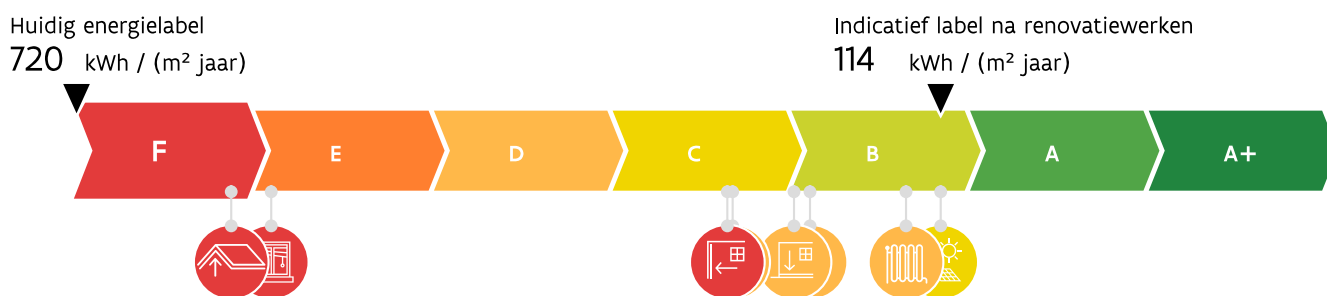 Huidig energielabel
720 kWh / (m² jaar)
Indicatief label na renovatiewerken
114 kWh / (m² jaar)
F E D C B A A+